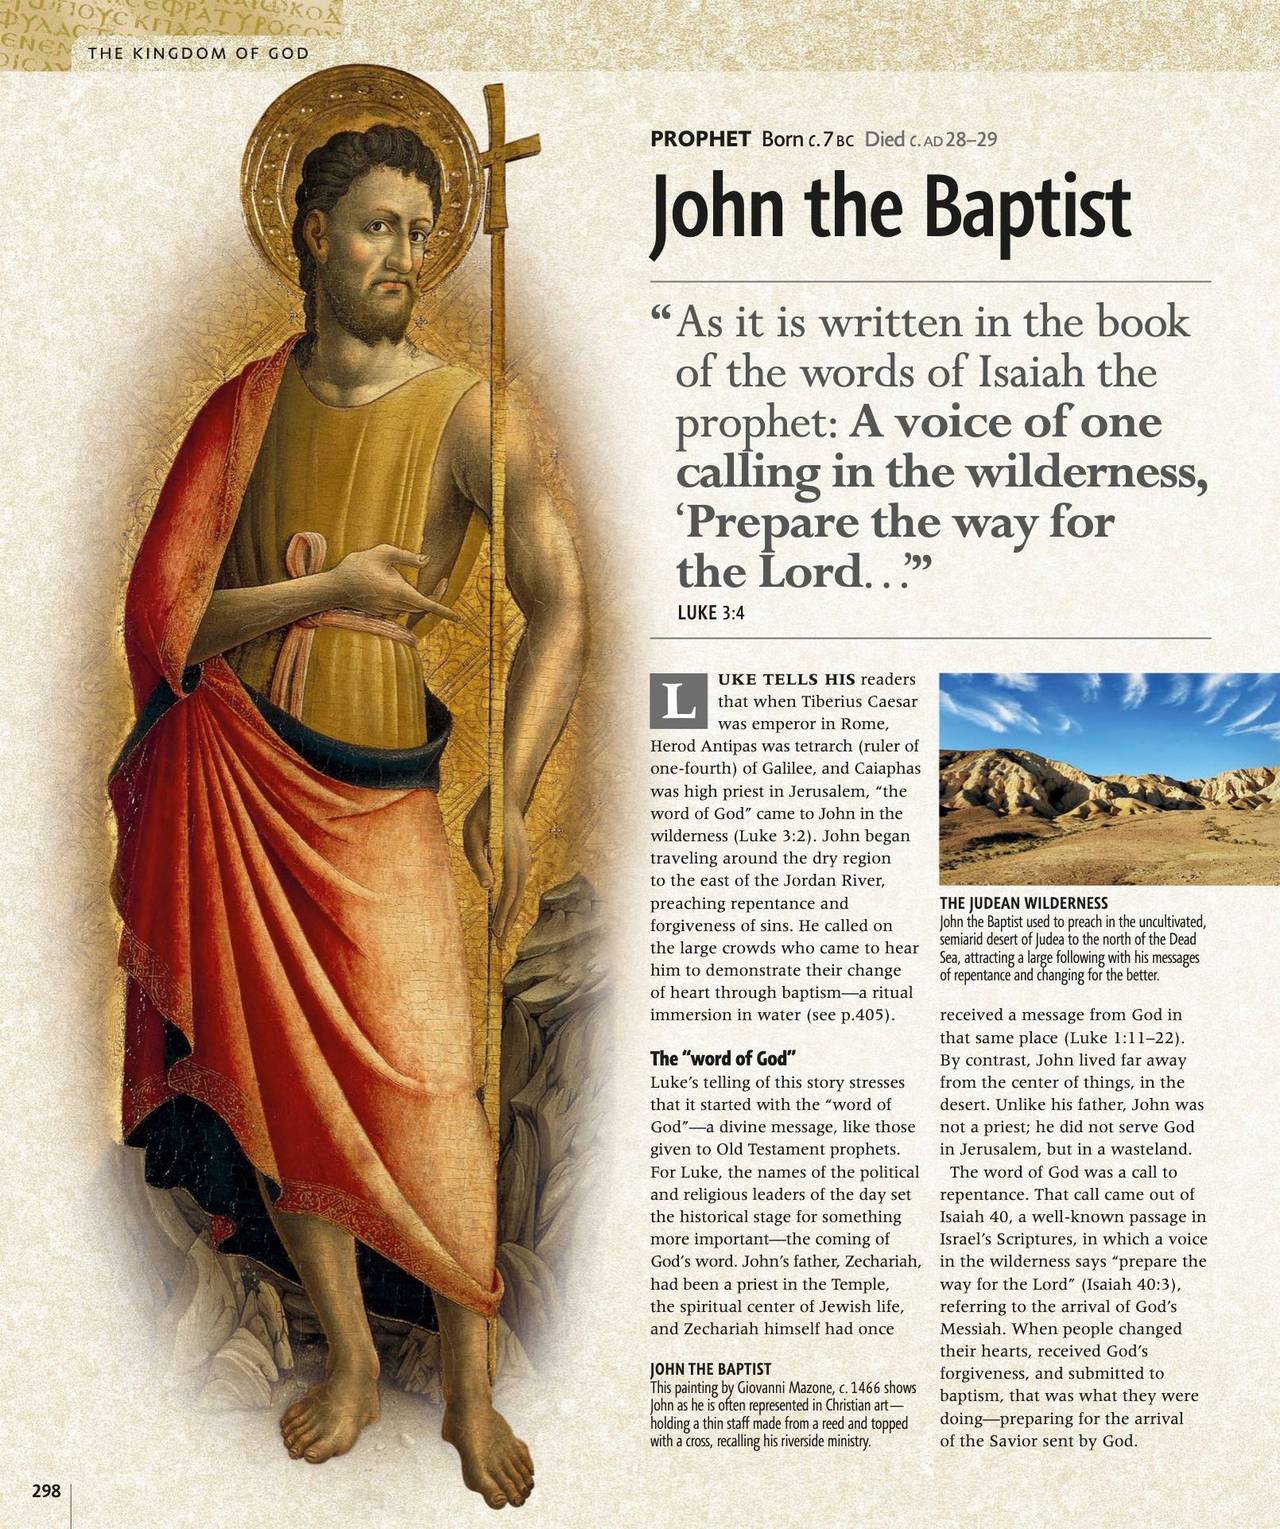 THE KINGDOM OF GOD
PROPHET Born c. 7 BC Died c. AD 28–29
John the Baptist
“As it is written in the book
of the words of Isaiah the
prophet: A voice of one
calling in the wilderness,
‘Prepare the way for
the Lord. . .’”
LUKE 3:4
LUKE TELLS HIS readers
that when Tiberius Caesar
was emperor in Rome,
Herod Antipas was tetrarch (ruler of
one-fourth) of Galilee, and Caiaphas
was high priest in Jerusalem, “the
word of God” came to John in the
wilderness (Luke 3:2). John began
traveling around the dry region
to the east of the Jordan River,
preaching repentance and
forgiveness of sins. He called on
the large crowds who came to hear
him to demonstrate their change
of heart through baptism—a ritual
immersion in water (see p.405).
The “word of God”
Luke’s telling of this story stresses
that it started with the “word of
God”—a divine message, like those
given to Old Testament prophets.
For Luke, the names of the political
and religious leaders of the day set
the historical stage for something
more important—the coming of
God’s word. John’s father, Zechariah,
had been a priest in the Temple,
the spiritual center of Jewish life,
and Zechariah himself had once
JOHN THE BAPTIST
This painting by Giovanni Mazone, c. 1466 shows
John as he is often represented in Christian art—
holding a thin staff made from a reed and topped
with a cross, recalling his riverside ministry.
THE JUDEAN WILDERNESS
John the Baptist used to preach in the uncultivated,
semiarid desert of Judea to the north of the Dead
Sea, attracting a large following with his messages
of repentance and changing for the better.
received a message from God in
that same place (Luke 1:11–22).
By contrast, John lived far away
from the center of things, in the
desert. Unlike his father, John was
not a priest; he did not serve God
in Jerusalem, but in a wasteland.
The word of God was a call to
repentance. That call came out of
Isaiah 40, a well-known passage in
Israel’s Scriptures, in which a voice
in the wilderness says “prepare the
way for the Lord” (Isaiah 40:3),
referring to the arrival of God’s
Messiah. When people changed
their hearts, received God’s
forgiveness, and submitted to
baptism, that was what they were
doing—preparing for the arrival
of the Savior sent by God.
298